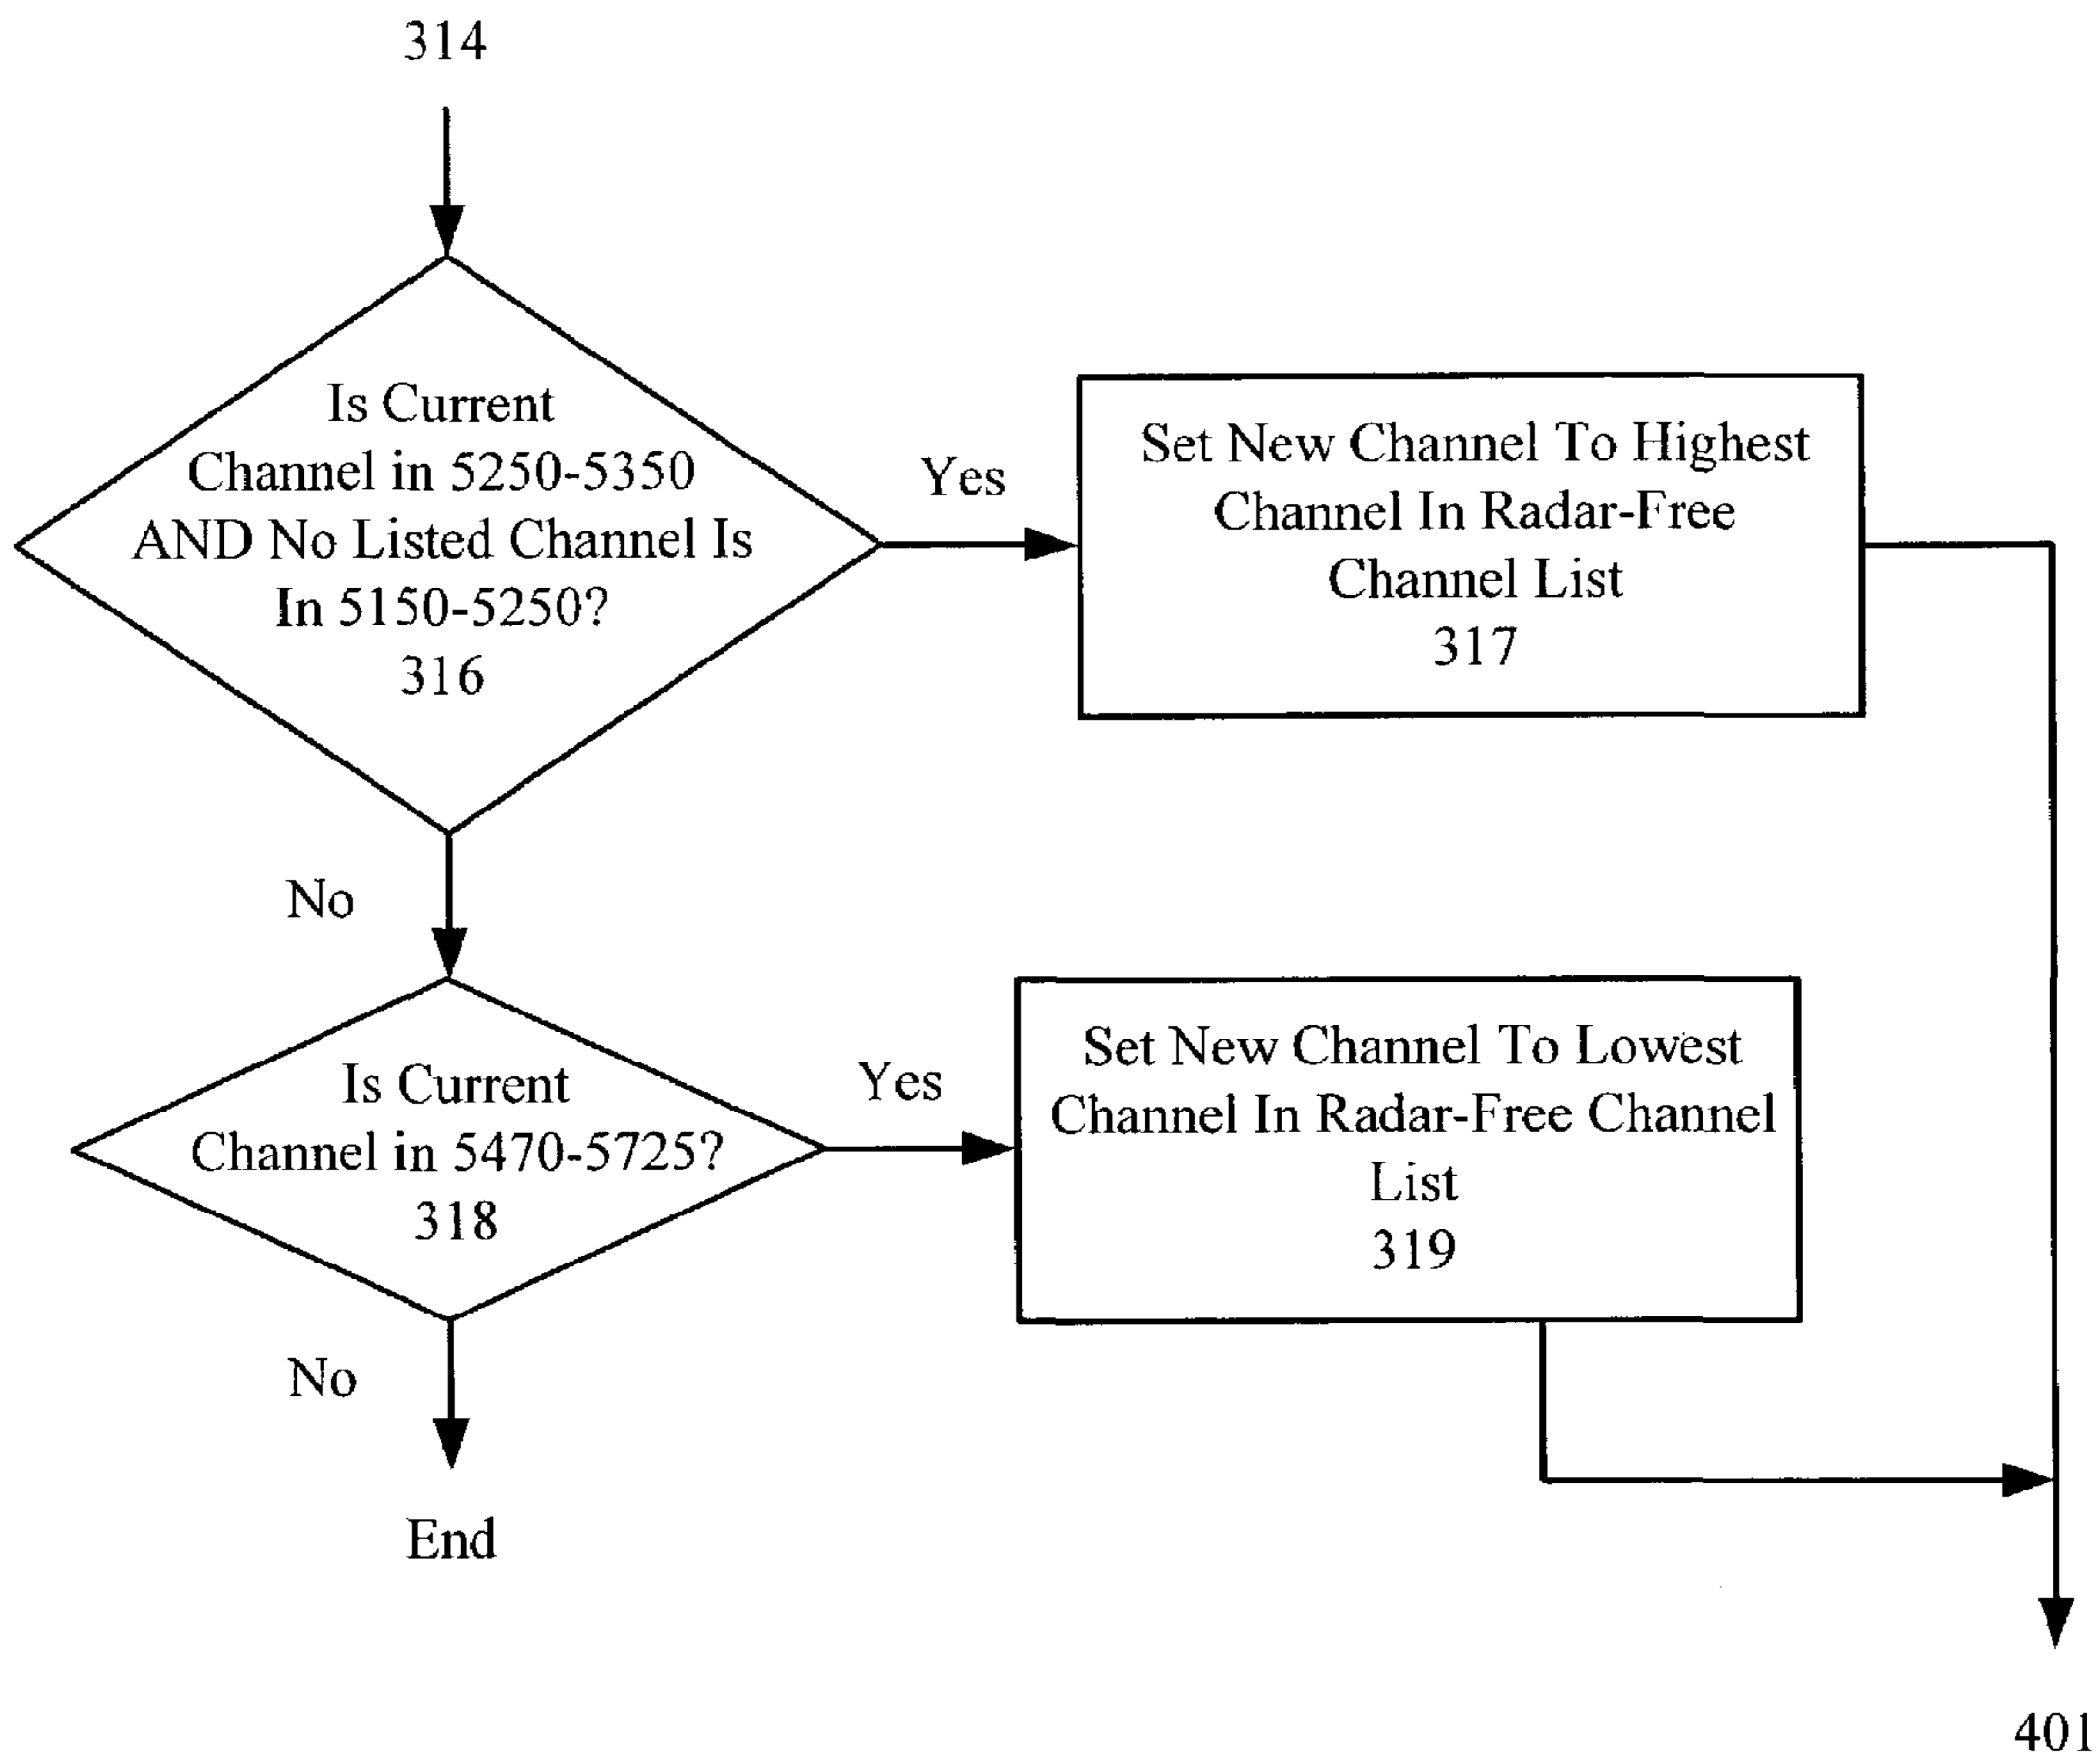 314
Is Current
Channel in 5250-5350
AND No Listed Channel Is
In 5150-5250?
316
Yes
Set New Channel To Highest
Channel In Radar-Free
Channel List
317
No
Is Current
Channel in 5470-5725?
318
Yes
Set New Channel To Lowest
Channel In Radar-Free Channel
List
319
No
End
401